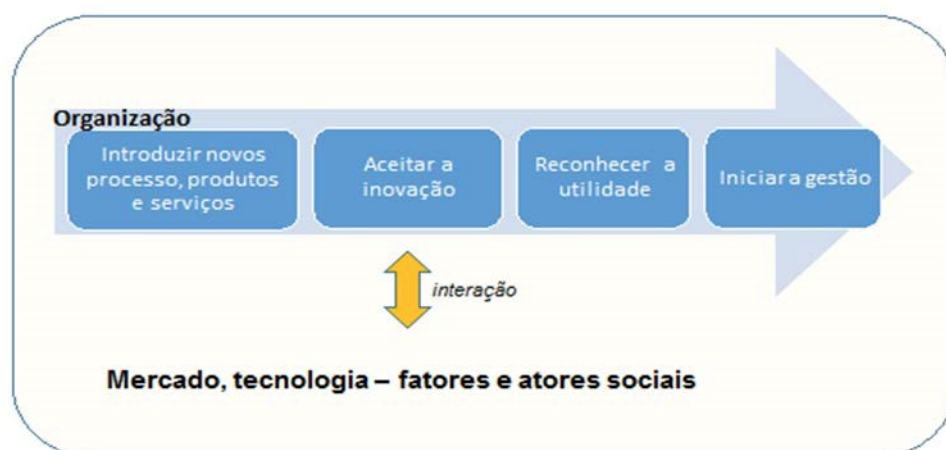 Organização
Introduzir novos
processo, produtos
e serviços
Aceitar a
inovação
Reconhecer a
utilidade
Iniciar a gestão
interação
Mercado, tecnologia – fatores e atores sociais